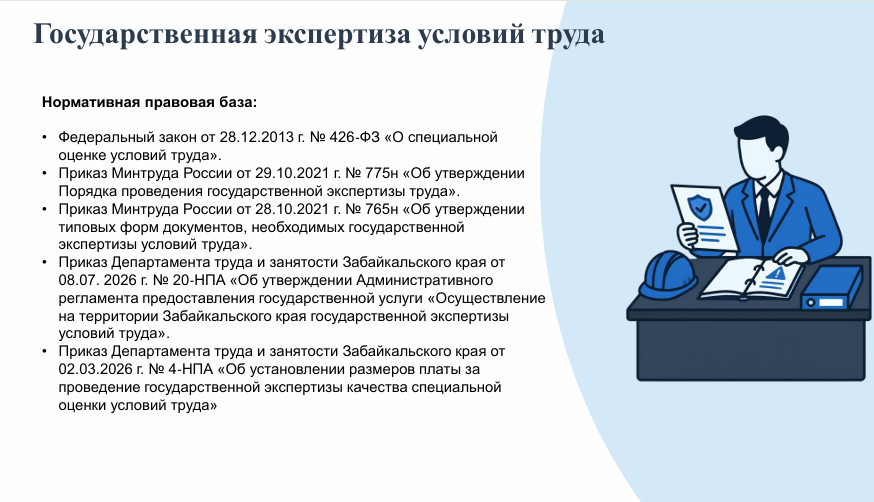 Государственная экспертиза условий труда
Нормативная правовая база:
• Федеральный закон от 28.12.2013 г. № 426-ФЗ «О специальной
оценке условий труда».
• Приказ Минтруда России от 29.10.2021 г. № 775н «Об утверждении
Порядка проведения государственной экспертизы труда».
• Приказ Минтруда России от 28.10.2021 г. № 765н «Об утверждении
типовых форм документов, необходимых государственной
экспертизы условий труда».
• Приказ Департамента труда и занятости Забайкальского края от
08.07. 2026 г. № 20-НПА «Об утверждении Административного
регламента предоставления государственной услуги «Осуществление
на территории Забайкальского края государственной экспертизы
условий труда».
• Приказ Департамента труда и занятости Забайкальского края от
02.03.2026 г. № 4-НПА «Об установлении размеров платы за
проведение государственной экспертизы качества специальной
оценки условий труда»